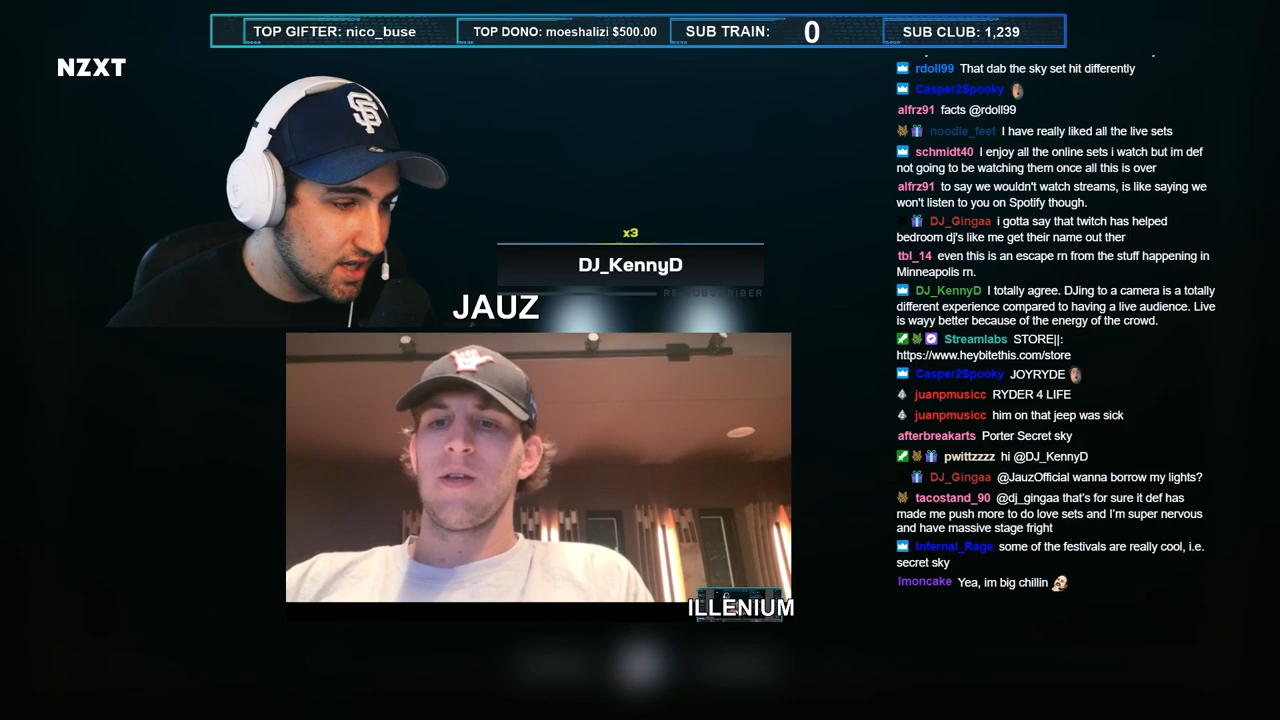 TOP GIFTER: nico_buse
TOP DONO: moeshalizi $500.00
SUB TRAIN: 0
SUB CLUB: 1,239
NZXT
SF
x3
DJ_KennyD
RE-SUBSCRIBER
JAUZ
ILLENIUM
rdoll99 That dab the sky set hit differently
Casper2Spooky
alfrz91 facts @rdoll99
noodle_feet I have really liked all the live sets
schmidt40 I enjoy all the online sets i watch but im def
not going to be watching them once all this is over
alfrz91 to say we wouldn't watch streams, is like saying we
won't listen to you on Spotify though.
DJ_Gingaa i gotta say that twitch has helped
bedroom dj's like me get their name out ther
tbl_14 even this is an escape rn from the stuff happening in
Minneapolis rn.
DJ_KennyD I totally agree. DJing to a camera is a totally
different experience compared to having a live audience. Live
is wayy better because of the energy of the crowd.
Streamlabs STORE||:
https://www.heybitethis.com/store
Casper2Spooky JOYRYDE
juanpmusicc RYDER 4 LIFE
juanpmusicc him on that jeep was sick
afterbreakarts Porter Secret sky
pwittzzzz hi @DJ_KennyD
DJ_Gingaa @JauzOfficial wanna borrow my lights?
tacostand_90 @dj_gingaa that's for sure it def has
made me push more to do love sets and I'm super nervous
and have massive stage fright
Infernal_Rage some of the festivals are really cool, i.e.
secret sky
lmoncake Yea, im big chillin